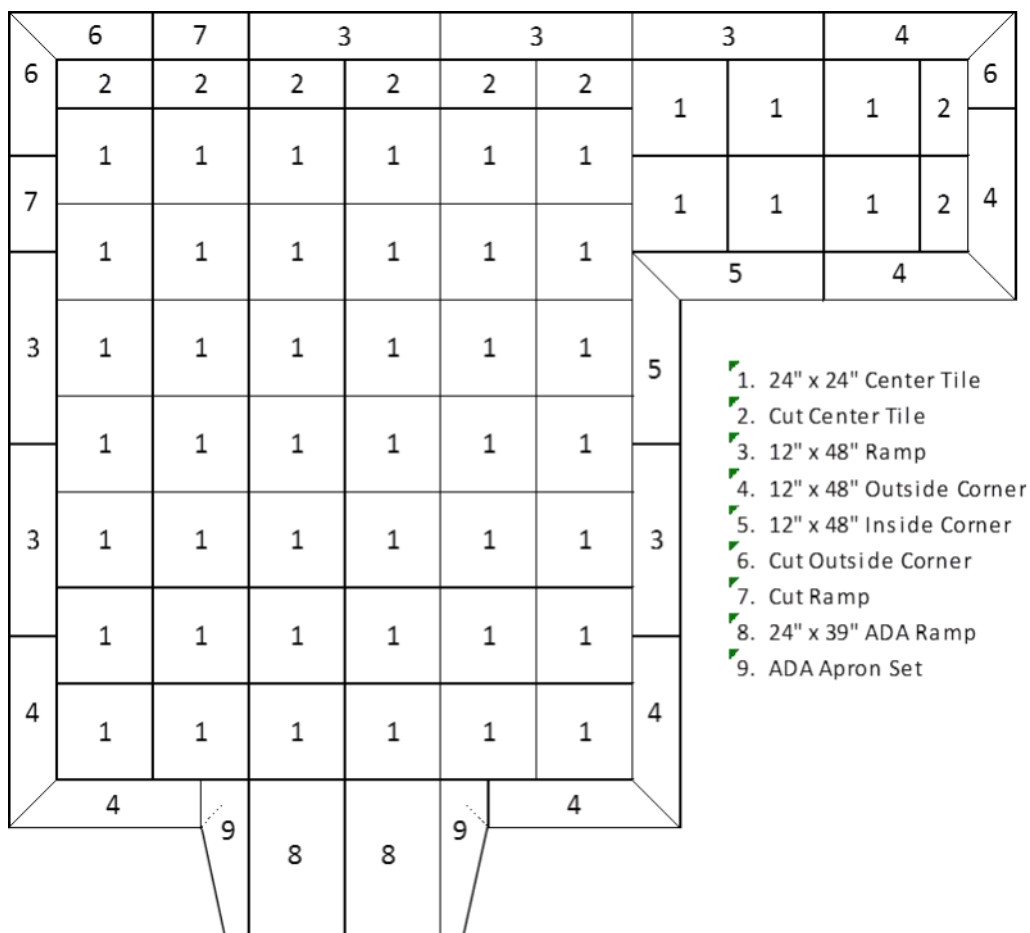 6 7 3 3 3 4
6 2 2 2 2 2 2 6
1 1 1 2
1 1 1 1 1 1
7 1 1 1 2 4
1 1 1 1 1 1
5 4
3 1 1 1 1 1 1
5
1 1 1 1 1 1
3 1 1 1 1 1 1 3
1 1 1 1 1 1
4 4
1 1 1 1 1 1
4 4
9 9
8 8
1. 24" x 24" Center Tile
2. Cut Center Tile
3. 12" x 48" Ramp
4. 12" x 48" Outside Corner
5. 12" x 48" Inside Corner
6. Cut Outside Corner
7. Cut Ramp
8. 24" x 39" ADA Ramp
9. ADA Apron Set